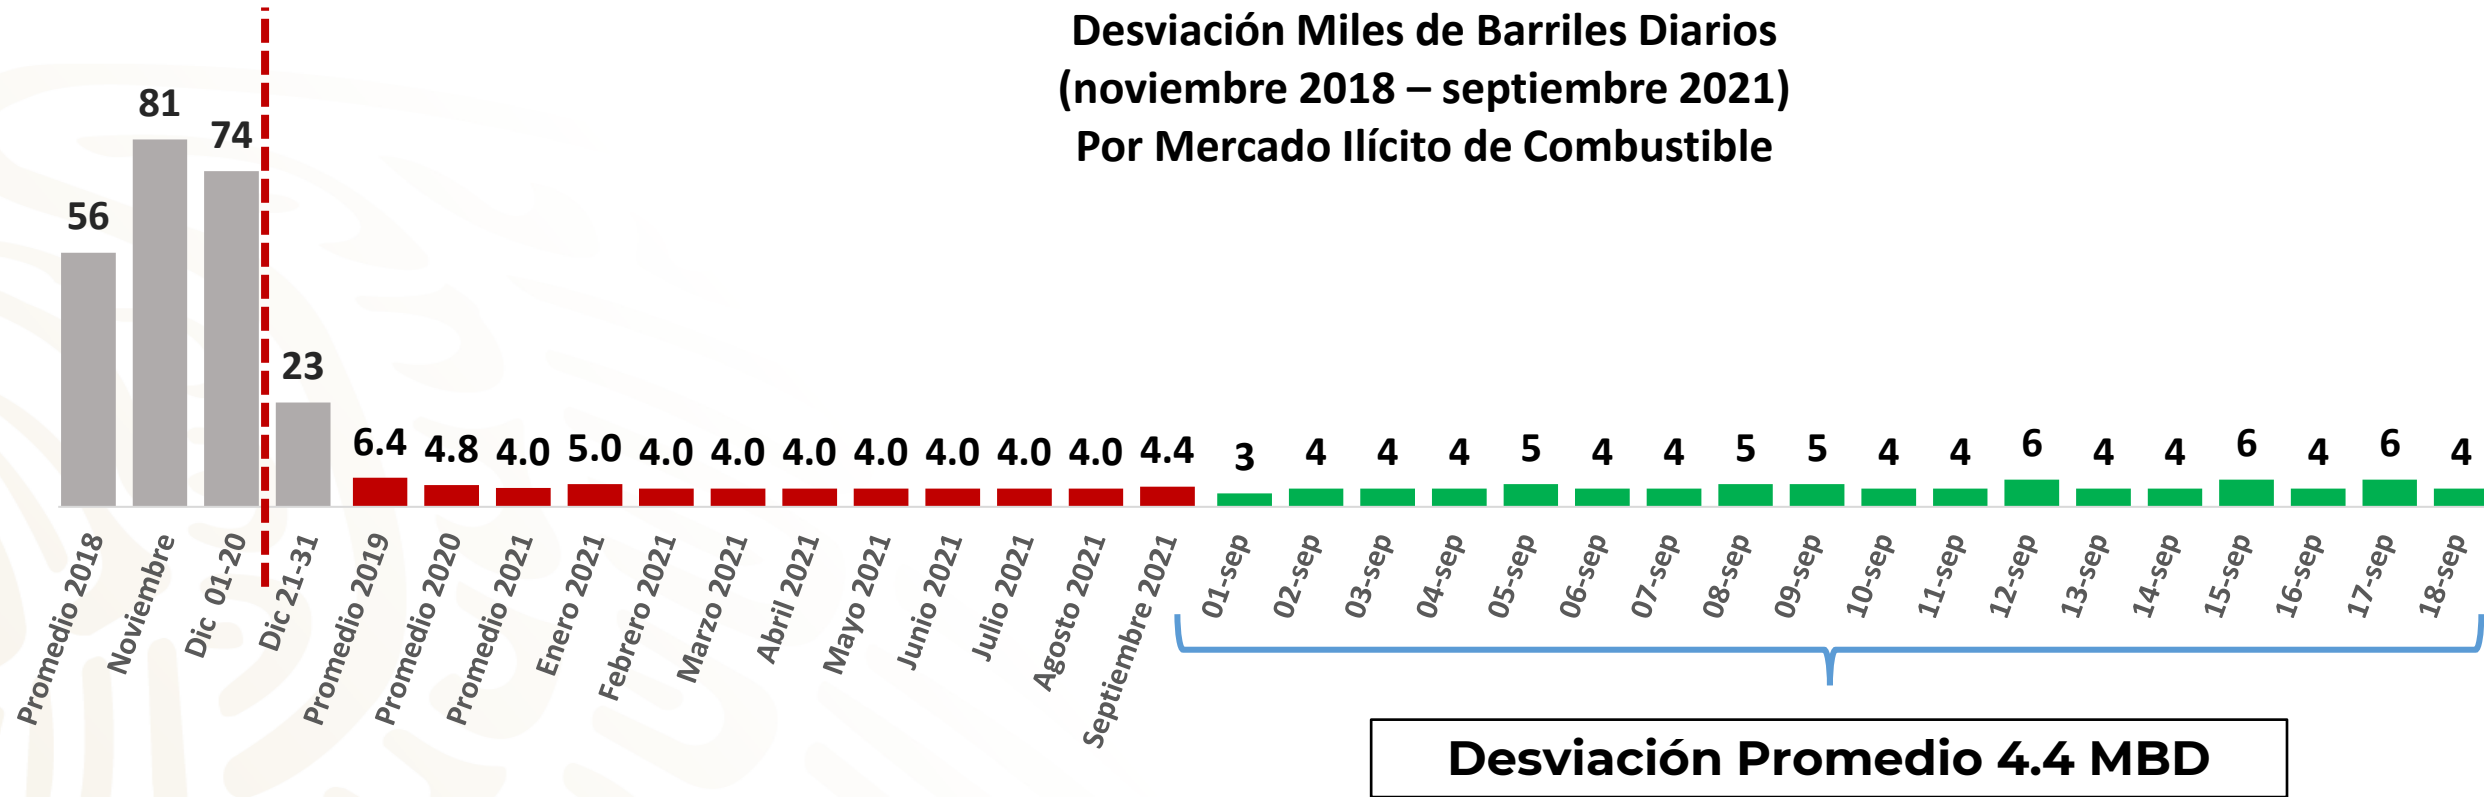 Desviación Miles de Barriles Diarios
(noviembre 2018 – septiembre 2021)
Por Mercado Ilícito de Combustible
56
81
74
23
6.4
4.8
4.0
5.0
4.0
4.0
4.0
4.0
4.0
4.0
4.0
4.4
3
4
4
4
5
4
4
5
5
4
4
6
4
4
6
4
6
4
Promedio 2018
Noviembre
Dic 01-20
Dic 21-31
Promedio 2019
Promedio 2020
Promedio 2021
Enero 2021
Febrero 2021
Marzo 2021
Abril 2021
Mayo 2021
Junio 2021
Julio 2021
Agosto 2021
Septiembre 2021
01-sep
02-sep
03-sep
04-sep
05-sep
06-sep
07-sep
08-sep
09-sep
10-sep
11-sep
12-sep
13-sep
14-sep
15-sep
16-sep
17-sep
18-sep
Desviación Promedio 4.4 MBD